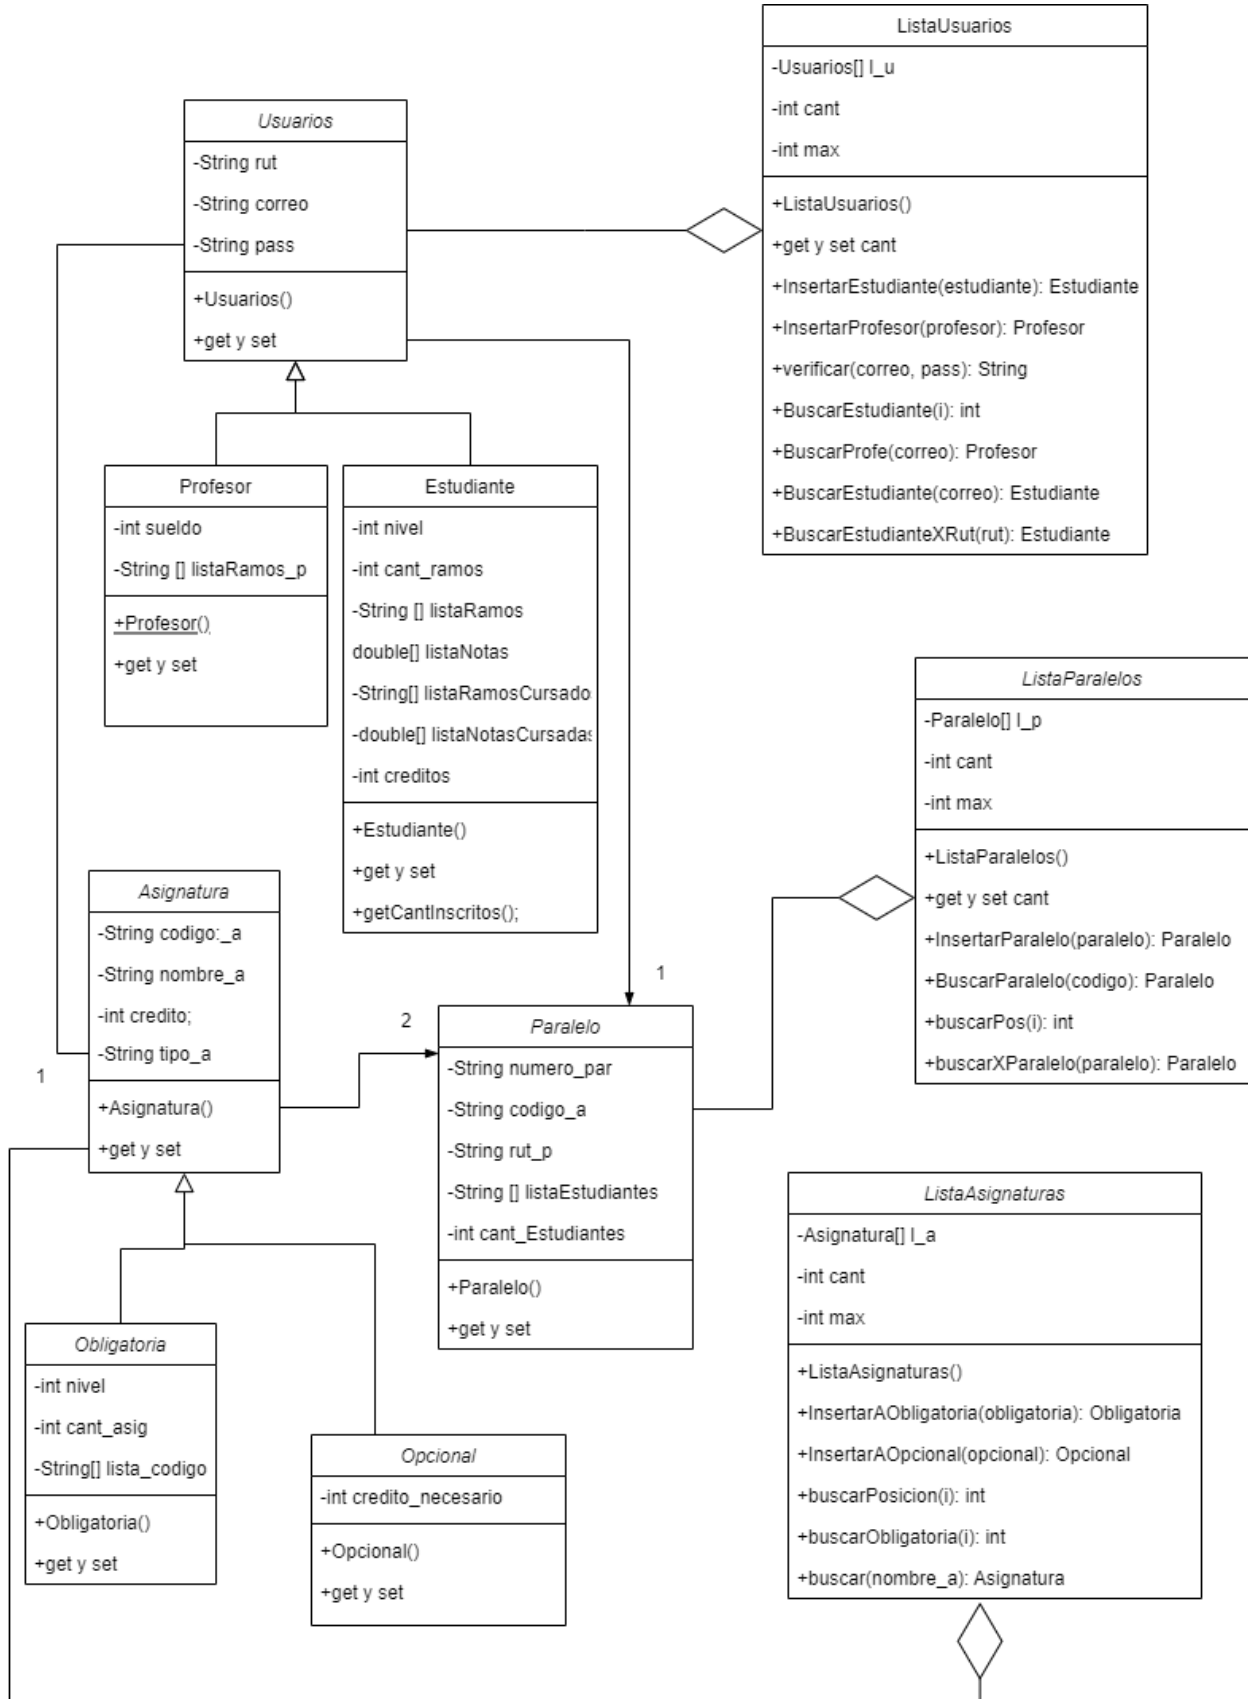 ListaUsuarios
-Usuarios[] l_u
-int cant
-int max
+ListaUsuarios()
+get y set cant
+InsertarEstudiante(estudiante): Estudiante
+InsertarProfesor(profesor): Profesor
+verificar(correo, pass): String
+BuscarEstudiante(i): int
+BuscarProfe(correo): Profesor
+BuscarEstudiante(correo): Estudiante
+BuscarEstudianteXRut(rut): Estudiante
Usuarios
-String rut
-String correo
-String pass
+Usuarios()
+get y set
Profesor
-int sueldo
-String [] listaRamos_p
+Profesor()
+get y set
Estudiante
-int nivel
-int cant_ramos
-String [] listaRamos
double[] listaNotas
-String[] listaRamosCursado
-double[] listaNotasCursadas
-int creditos
+Estudiante()
+get y set
+getCantInscritos();
ListaParalelos
-Paralelo[] l_p
-int cant
-int max
+ListaParalelos()
+get y set cant
+InsertarParalelo(paralelo): Paralelo
+BuscarParalelo(codigo): Paralelo
+buscarPos(i): int
+buscarXParalelo(paralelo): Paralelo
Asignatura
-String codigo:_a
-String nombre_a
-int credito;
-String tipo_a
+Asignatura()
+get y set
1
2
1
Paralelo
-String numero_par
-String codigo_a
-String rut_p
-String [] listaEstudiantes
-int cant_Estudiantes
+Paralelo()
+get y set
ListaAsignaturas
-Asignatura[] l_a
-int cant
-int max
+ListaAsignaturas()
+InsertarAObligatoria(obligatoria): Obligatoria
+InsertarAOpcional(opcional): Opcional
+buscarPosicion(i): int
+buscarObligatoria(i): int
+buscar(nombre_a): Asignatura
Obligatoria
-int nivel
-int cant_asig
-String[] lista_codigo
+Obligatoria()
+get y set
Opcional
-int credito_necesario
+Opcional()
+get y set